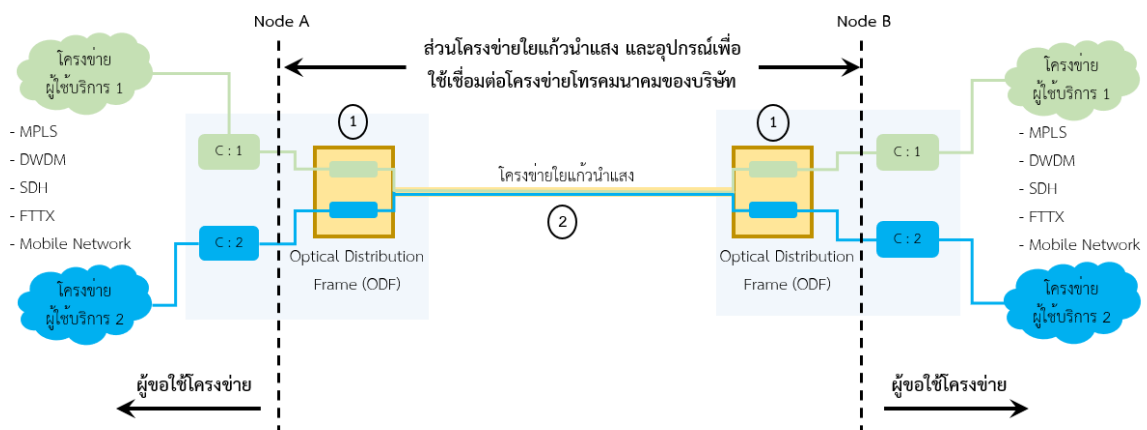 Node A
Node B
ส่วนโครงข่ายใยแก้วนำแสง และอุปกรณ์เพื่อ
ใช้เชื่อมต่อโครงข่ายโทรคมนาคมของบริษัท
โครงข่าย
ผู้ใช้บริการ 1
- MPLS
- DWDM
- SDH
- FTTX
- Mobile Network
โครงข่าย
ผู้ใช้บริการ 2
C : 1
C : 2
1
Optical Distribution
Frame (ODF)
โครงข่ายใยแก้วนำแสง
2
1
Optical Distribution
Frame (ODF)
C : 1
C : 2
โครงข่าย
ผู้ใช้บริการ 1
- MPLS
- DWDM
- SDH
- FTTX
- Mobile Network
โครงข่าย
ผู้ใช้บริการ 2
ผู้ขอใช้โครงข่าย
ผู้ขอใช้โครงข่าย